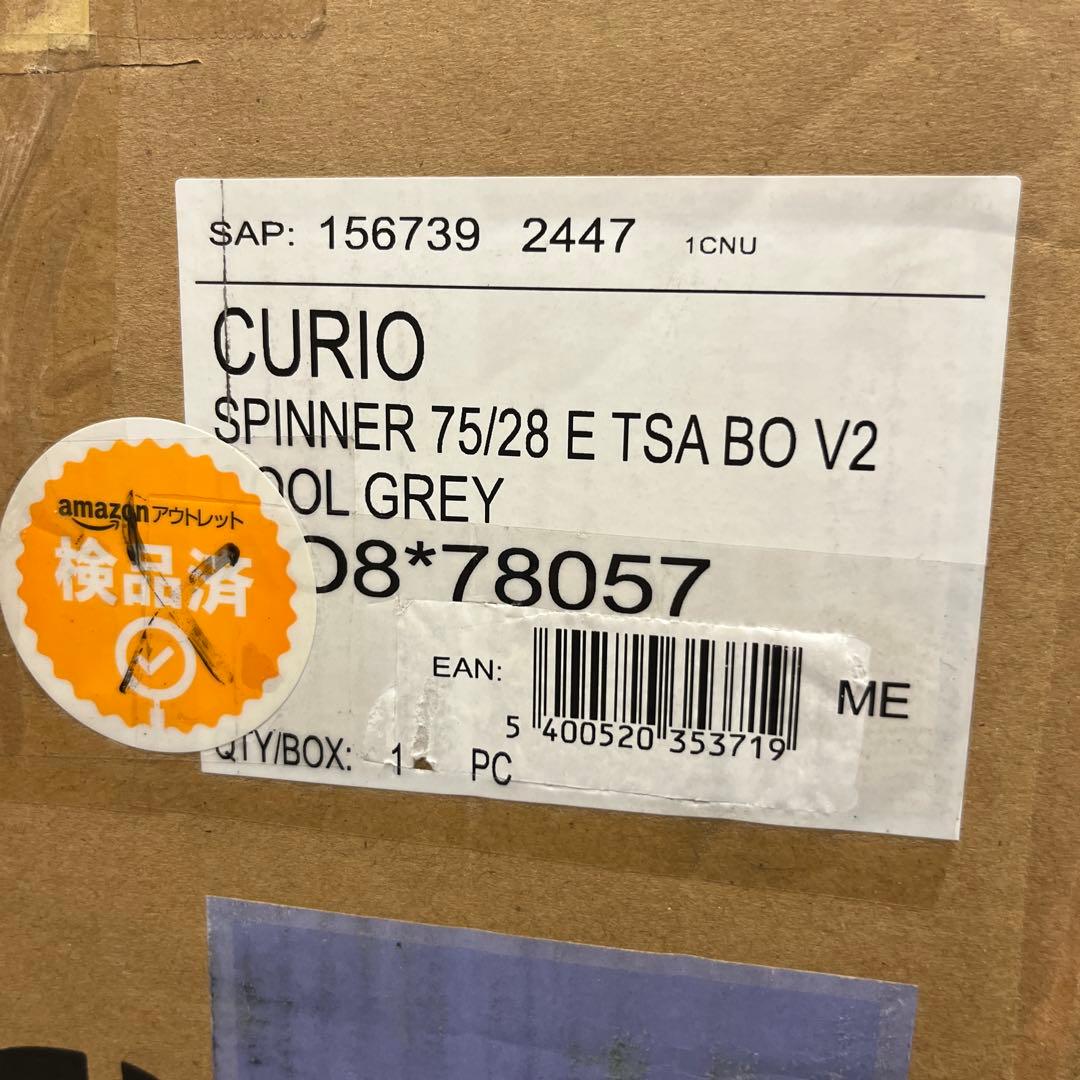 SAP: 156739 2447 1CNU
CURIO
SPINNER 75/28 E TSA BO V2
OOL GREY
D8*78057
amazonアウトレット
検品済
EAN:
5 400520 353719
ME
QTY/BOX: 1 PC